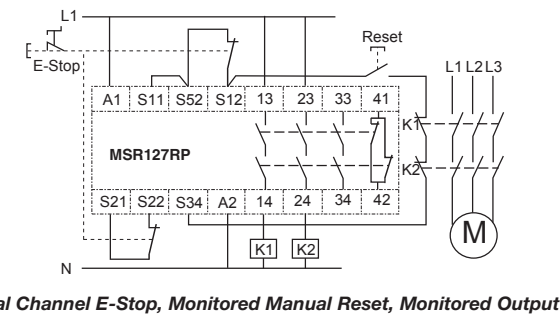 L1
Reset
E-Stop
L1 L2 L3
A1 S11 S52 S12 13 23 33 41
K1
MSR127RP
K2
S21 S22 S34 A2 14 24 34 42
M
K1 K2
N
Channel E-Stop, Monitored Manual Reset, Monitored Output